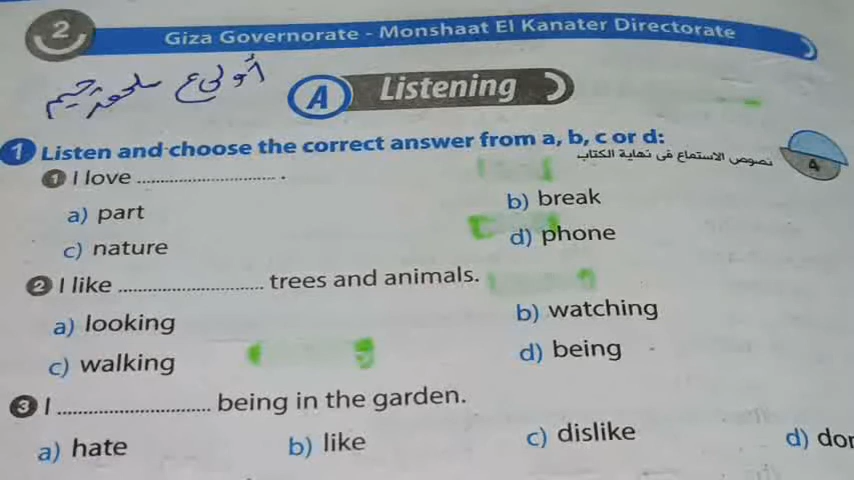 2
Giza Governorate - Monshaat El Kanater Directorate
A Listening
1 Listen and choose the correct answer from a, b, c or d:
نصوص الاستماع فى نهاية الكتاب
4
1 I love ............................ .
a) part
b) break
c) nature
d) phone
2 I like ............................ trees and animals.
a) looking
b) watching
c) walking
d) being
3 I ............................ being in the garden.
a) hate
b) like
c) dislike
d)